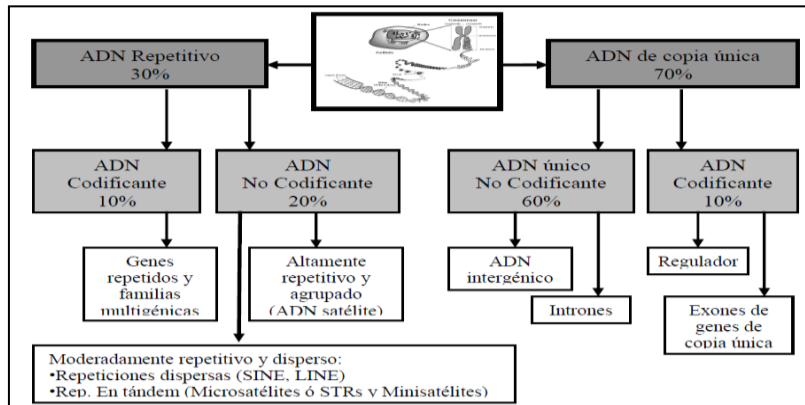 ADN Repetitivo
30%
ADN de copia única
70%
ADN
Codificante
10%
ADN
No Codificante
20%
ADN único
No Codificante
60%
ADN
Codificante
10%
Genes
repetidos y
familias
multigénicas
Altamente
repetitivo y
agrupado
(ADN satélite)
ADN
intergénico
Intrones
Regulador
Exones de
genes de
copia única
Moderadamente repetitivo y disperso:
•Repeticiones dispersas (SINE, LINE)
•Rep. En tándem (Microsatélites ó STRs y Minisatélites)